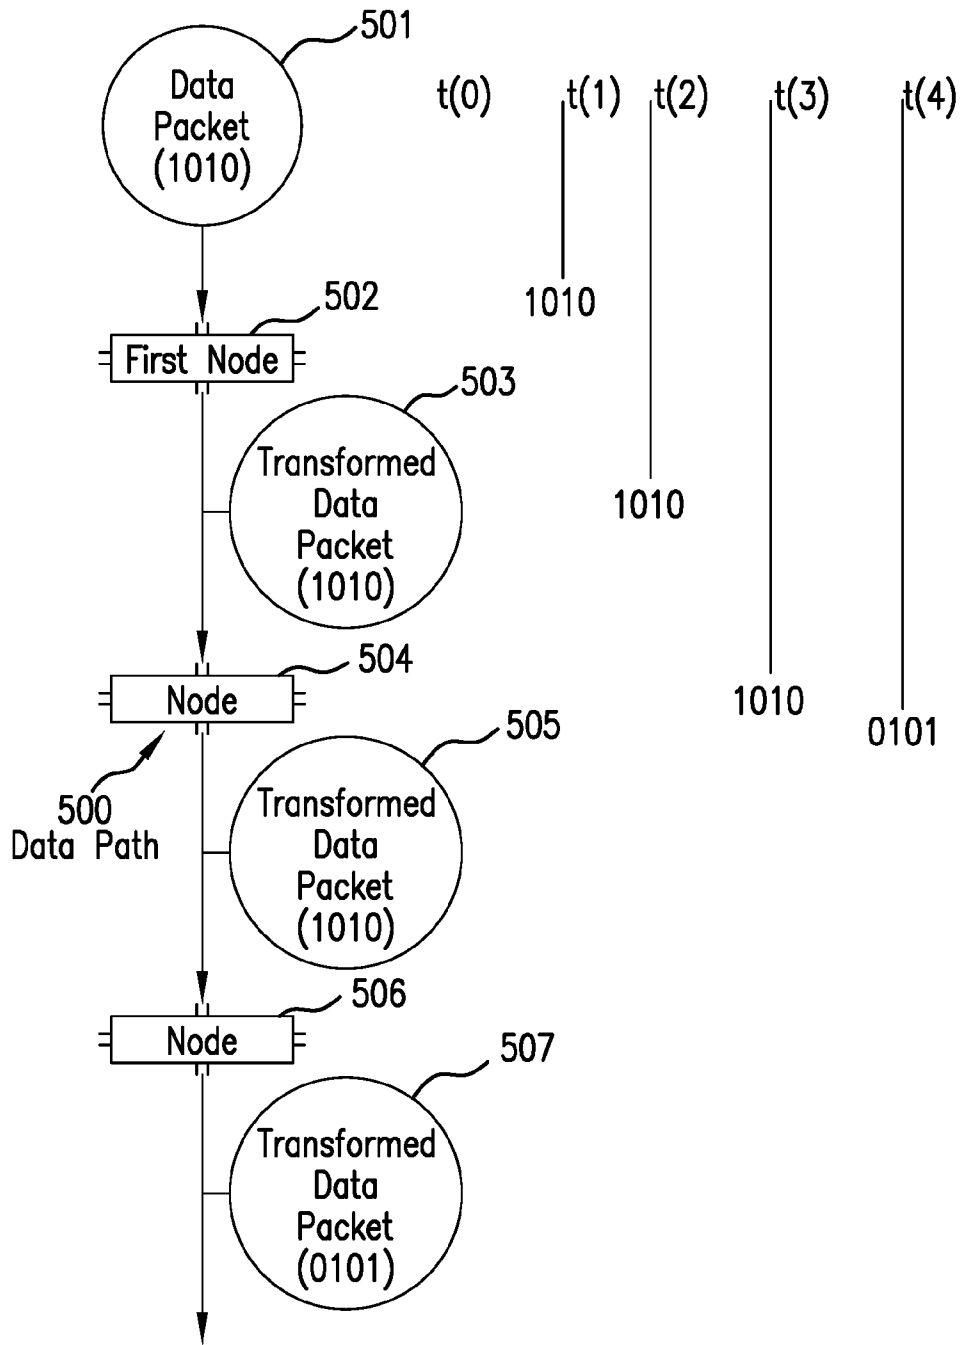 501
Data
Packet
(1010)
t(0) t(1) t(2) t(3) t(4)
502
1010
First Node
503
Transformed
Data
Packet
(1010)
1010
504
Node
1010
0101
505
500
Data Path
Transformed
Data
Packet
(1010)
506
Node
507
Transformed
Data
Packet
(0101)